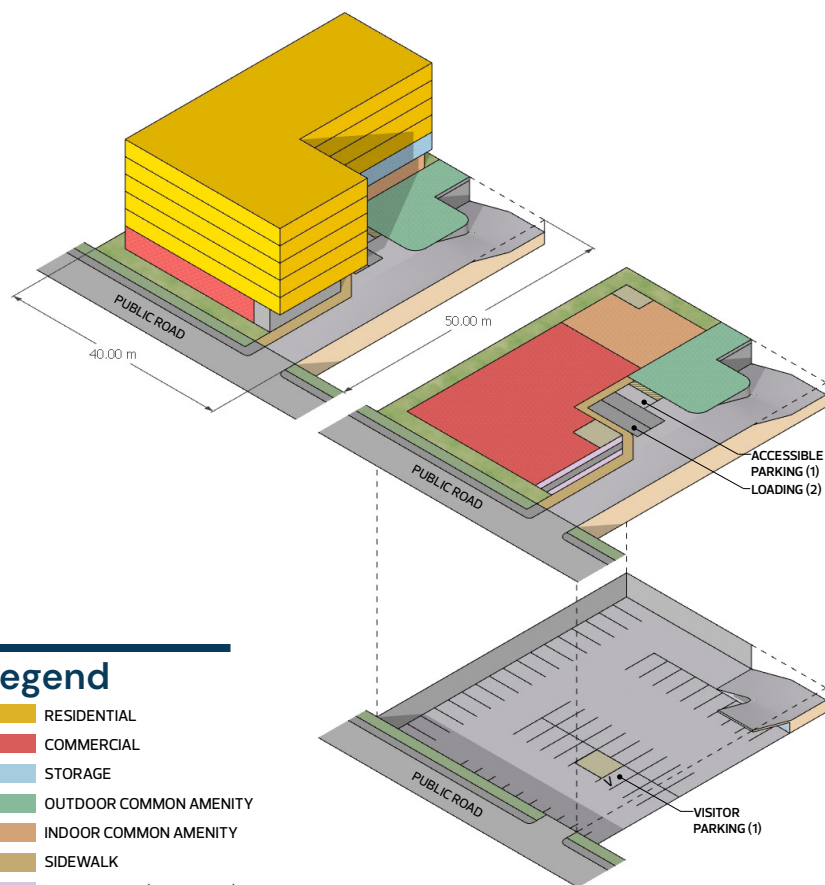 PUBLIC ROAD
40.00 m
50.00 m
PUBLIC ROAD
ACCESSIBLE
PARKING (1)
LOADING (2)
egend
RESIDENTIAL
COMMERCIAL
STORAGE
OUTDOOR COMMON AMENITY
INDOOR COMMON AMENITY
SIDEWALK
PUBLIC ROAD
V
VISITOR
PARKING (1)